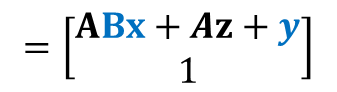 = [ABx + Az + y]
1